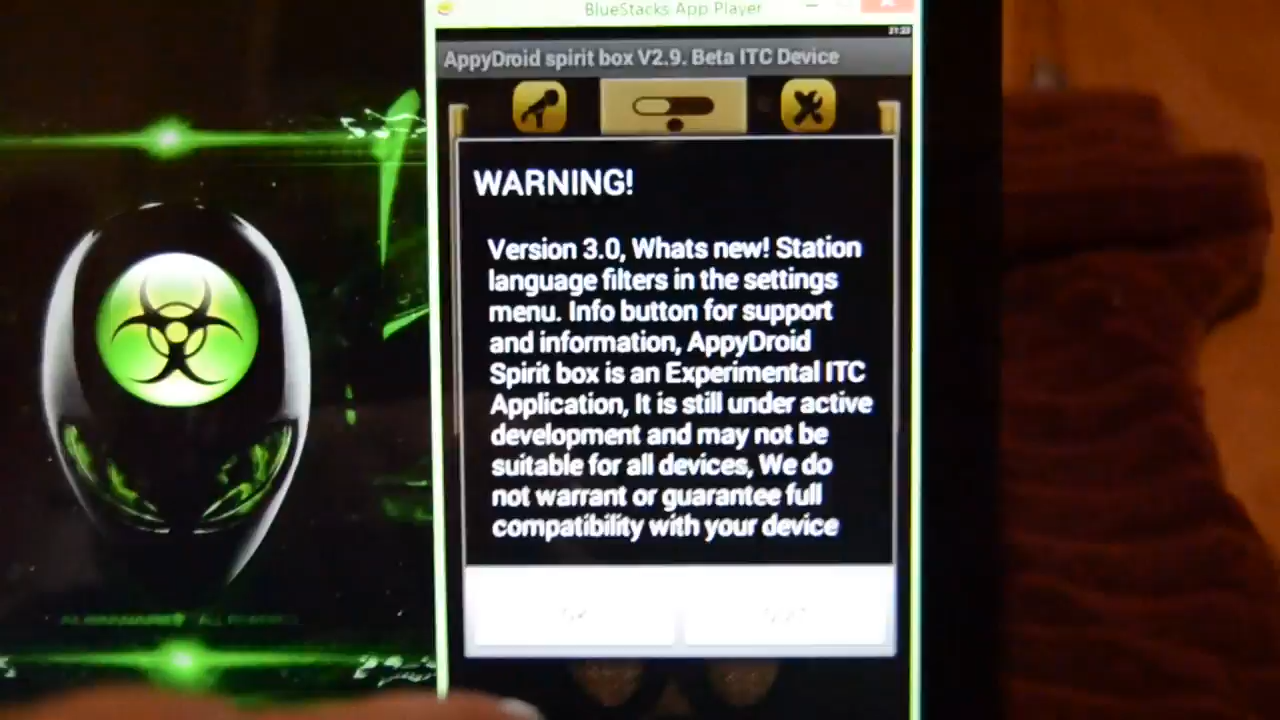 BlueStacks App Player
21:23
AppyDroid spirit box V2.9. Beta ITC Device
WARNING!
Version 3.0, Whats new! Station
language filters in the settings
menu. Info button for support
and information, AppyDroid
Spirit box is an Experimental ITC
Application, It is still under active
development and may not be
suitable for all devices, We do
not warrant or guarantee full
compatibility with your device